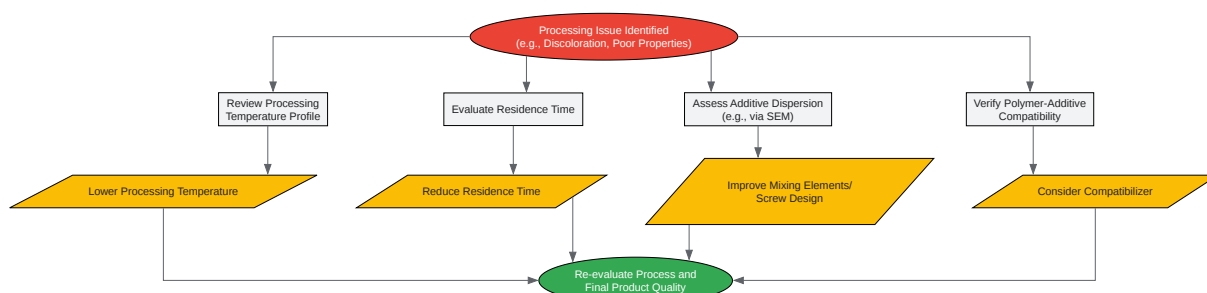 Processing Issue Identified
(e.g., Discoloration, Poor Properties)
Review Processing
Temperature Profile
Evaluate Residence Time
Assess Additive Dispersion
(e.g., via SEM)
Verify Polymer-Additive
Compatibility
Lower Processing Temperature
Reduce Residence Time
Improve Mixing Elements/
Screw Design
Consider Compatibilizer
Re-evaluate Process and
Final Product Quality